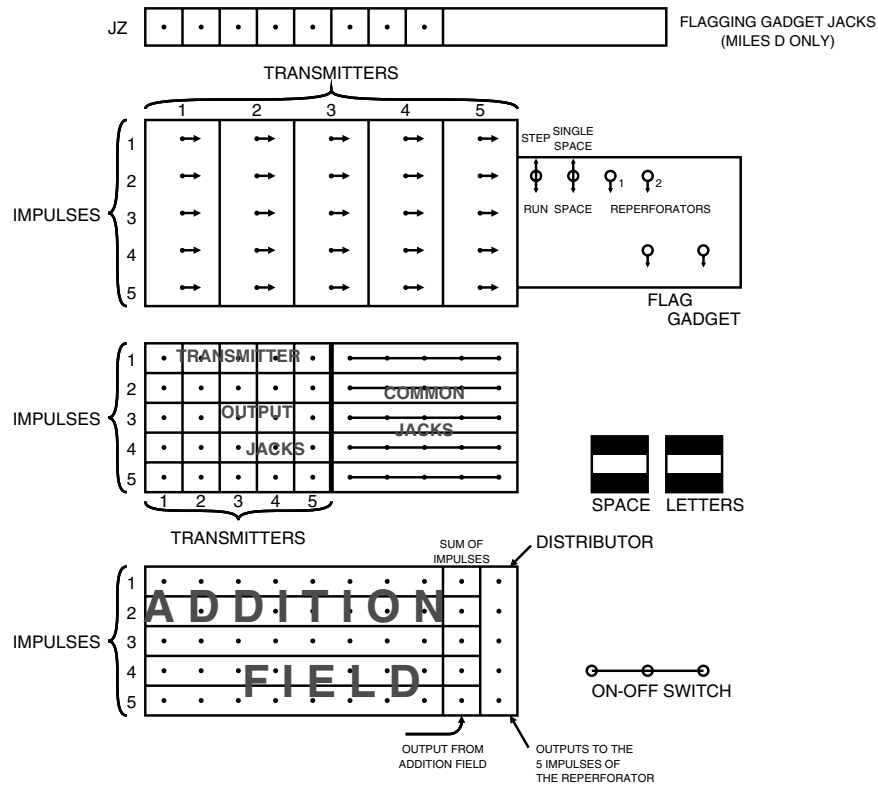 JZ
FLAGGING GADGET JACKS
(MILES D ONLY)
TRANSMITTERS
1 2 3 4 5
IMPULSES
1
2
3
4
5
STEP
SINGLE
SPACE
1
2
RUN SPACE REPERFORATORS
FLAG
GADGET
IMPULSES
1
2
3
4
5
TRANSMITTER
OUTPUT
JACKS
COMMON
JACKS
1 2 3 4 5
TRANSMITTERS
SPACE LETTERS
SUM OF
IMPULSES
DISTRIBUTOR
IMPULSES
1
2
3
4
5
ADDITION
FIELD
ON-OFF SWITCH
OUTPUT FROM
ADDITION FIELD
OUTPUTS TO THE
5 IMPULSES OF
THE REPERFORATOR